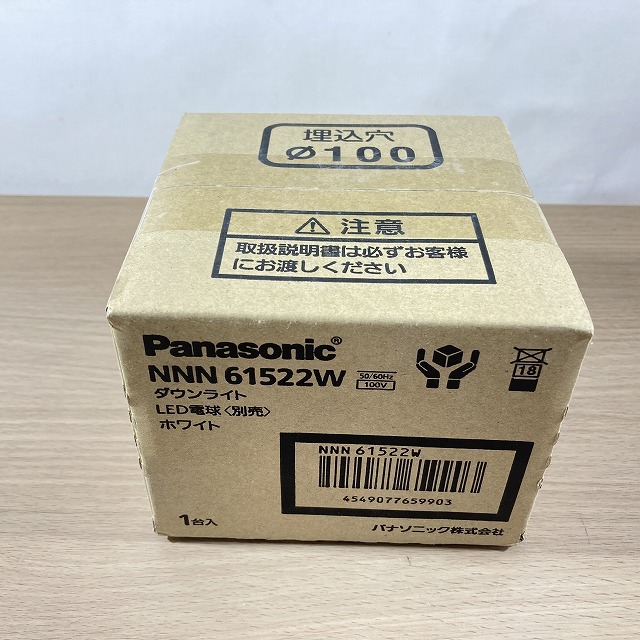 埋込穴
Ø100
⚠注意
取扱説明書は必ずお客様
にお渡しください
Panasonic®
NNN 61522W
50/60Hz
100V
18
ダウンライト
LED電球〈別売〉
ホワイト
NNN 61522W
4549077659903
1台入
パナソニック株式会社